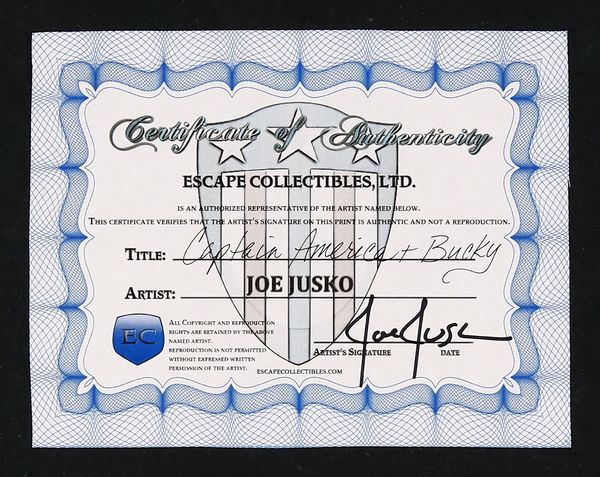 Certificate of Authenticity
ESCAPE COLLECTIBLES, LTD.
IS AN AUTHORIZED REPRESENTATIVE OF THE ARTIST NAMED BELOW.
THIS CERTIFICATE VERIFIES THAT THE ARTIST'S SIGNATURE ON THIS PRINT IS AUTHENTIC AND NOT A REPRODUCTION.
TITLE: Captain America + Bucky
ARTIST: JOE JUSKO
EC
ALL COPYRIGHT AND REPRODUCTION
RIGHTS ARE RETAINED BY THE ABOVE
NAMED ARTIST.
REPRODUCTION IS NOT PERMITTED
WITHOUT EXPRESSED WRITTEN
PERMISSION OF THE ARTIST.
ESCAPECOLLECTIBLES.COM
Joe Jusko
ARTIST'S SIGNATURE DATE